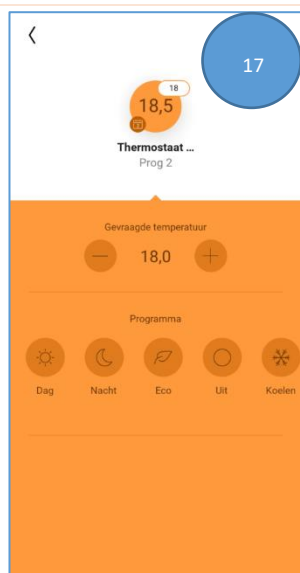 17
18
18,5
Thermostaat ...
Prog 2
Gevraagde temperatuur
18,0
Programma
Dag Nacht Eco Uit Koelen